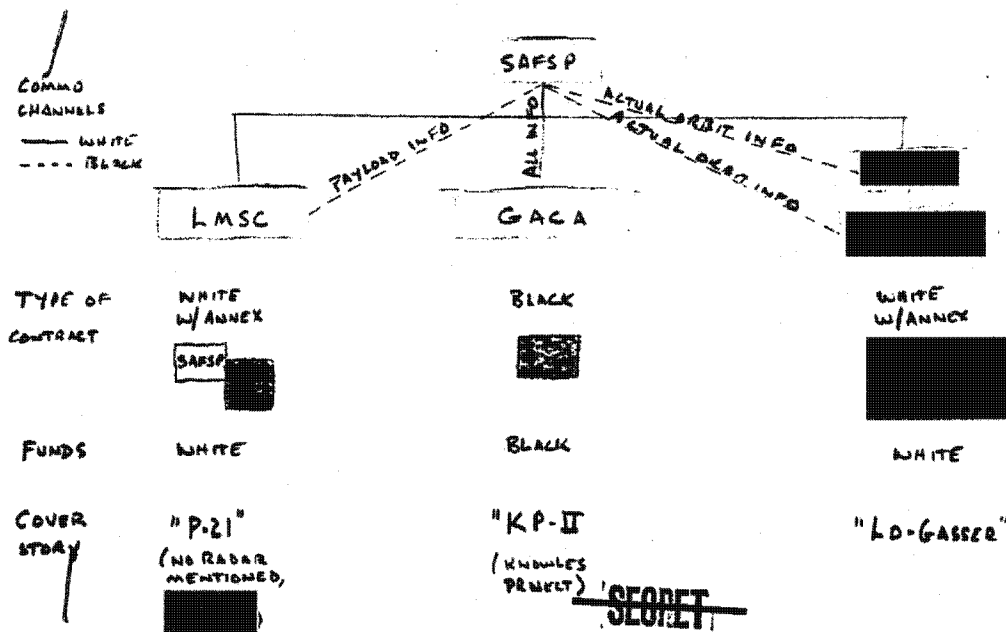 SAFSP
COMMO
CHANNELS
WHITE
BLACK
PAYLOAD INFO
ALL INFO
ACTUAL ORBIT INFO
ACTUAL ORBIT INFO
LMSC
GACA
TYPE OF
CONTRACT
WHITE
W/ANNEX
BLACK
WHITE
W/ANNEX
SAFSP
FUNDS
WHITE
BLACK
WHITE
COVER
STORY
"P-21"
(NO RADAR
MENTIONED,
)
"KP-II
(KNOWLES
PROJECT)
"LD-GASSER"
SECRET